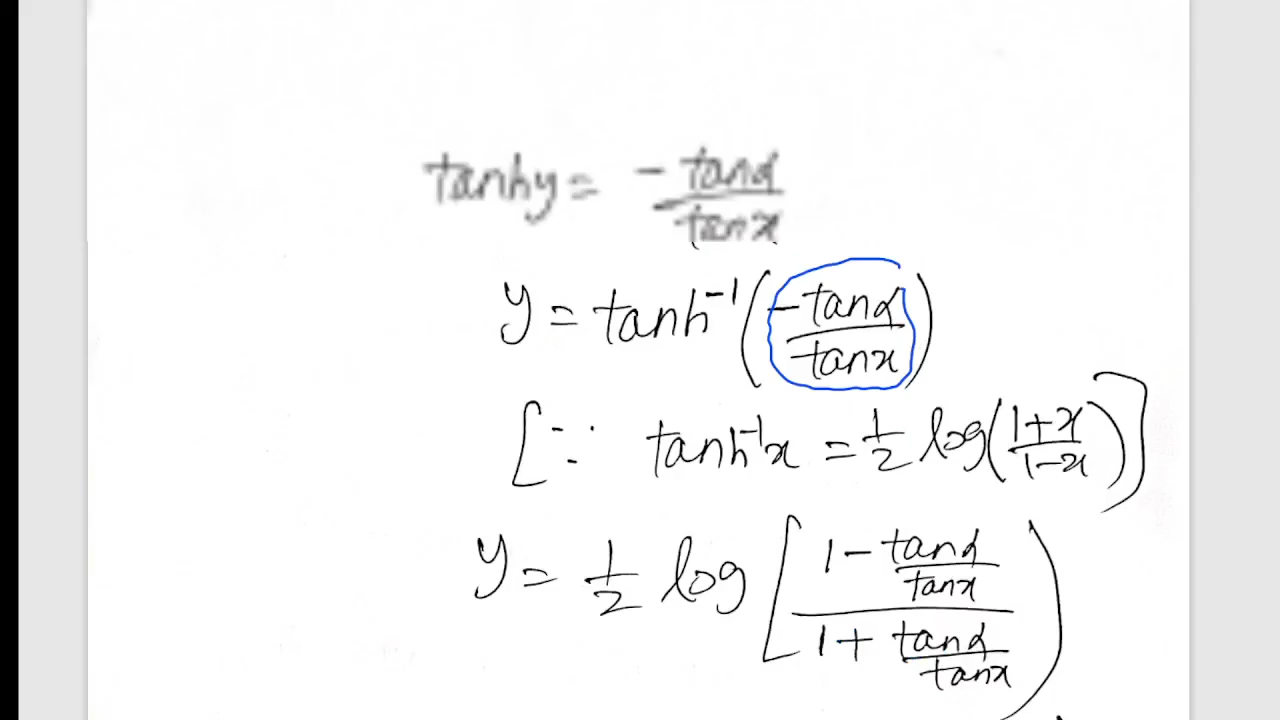 tanhy = -tanα/tanx
y = tanh⁻¹(-tanα/tanx)
[∵ tanh⁻¹x = 1/2 log(1+x/1-x)]
y = 1/2 log[1 - tanα/tanx / 1 + tanα/tanx)